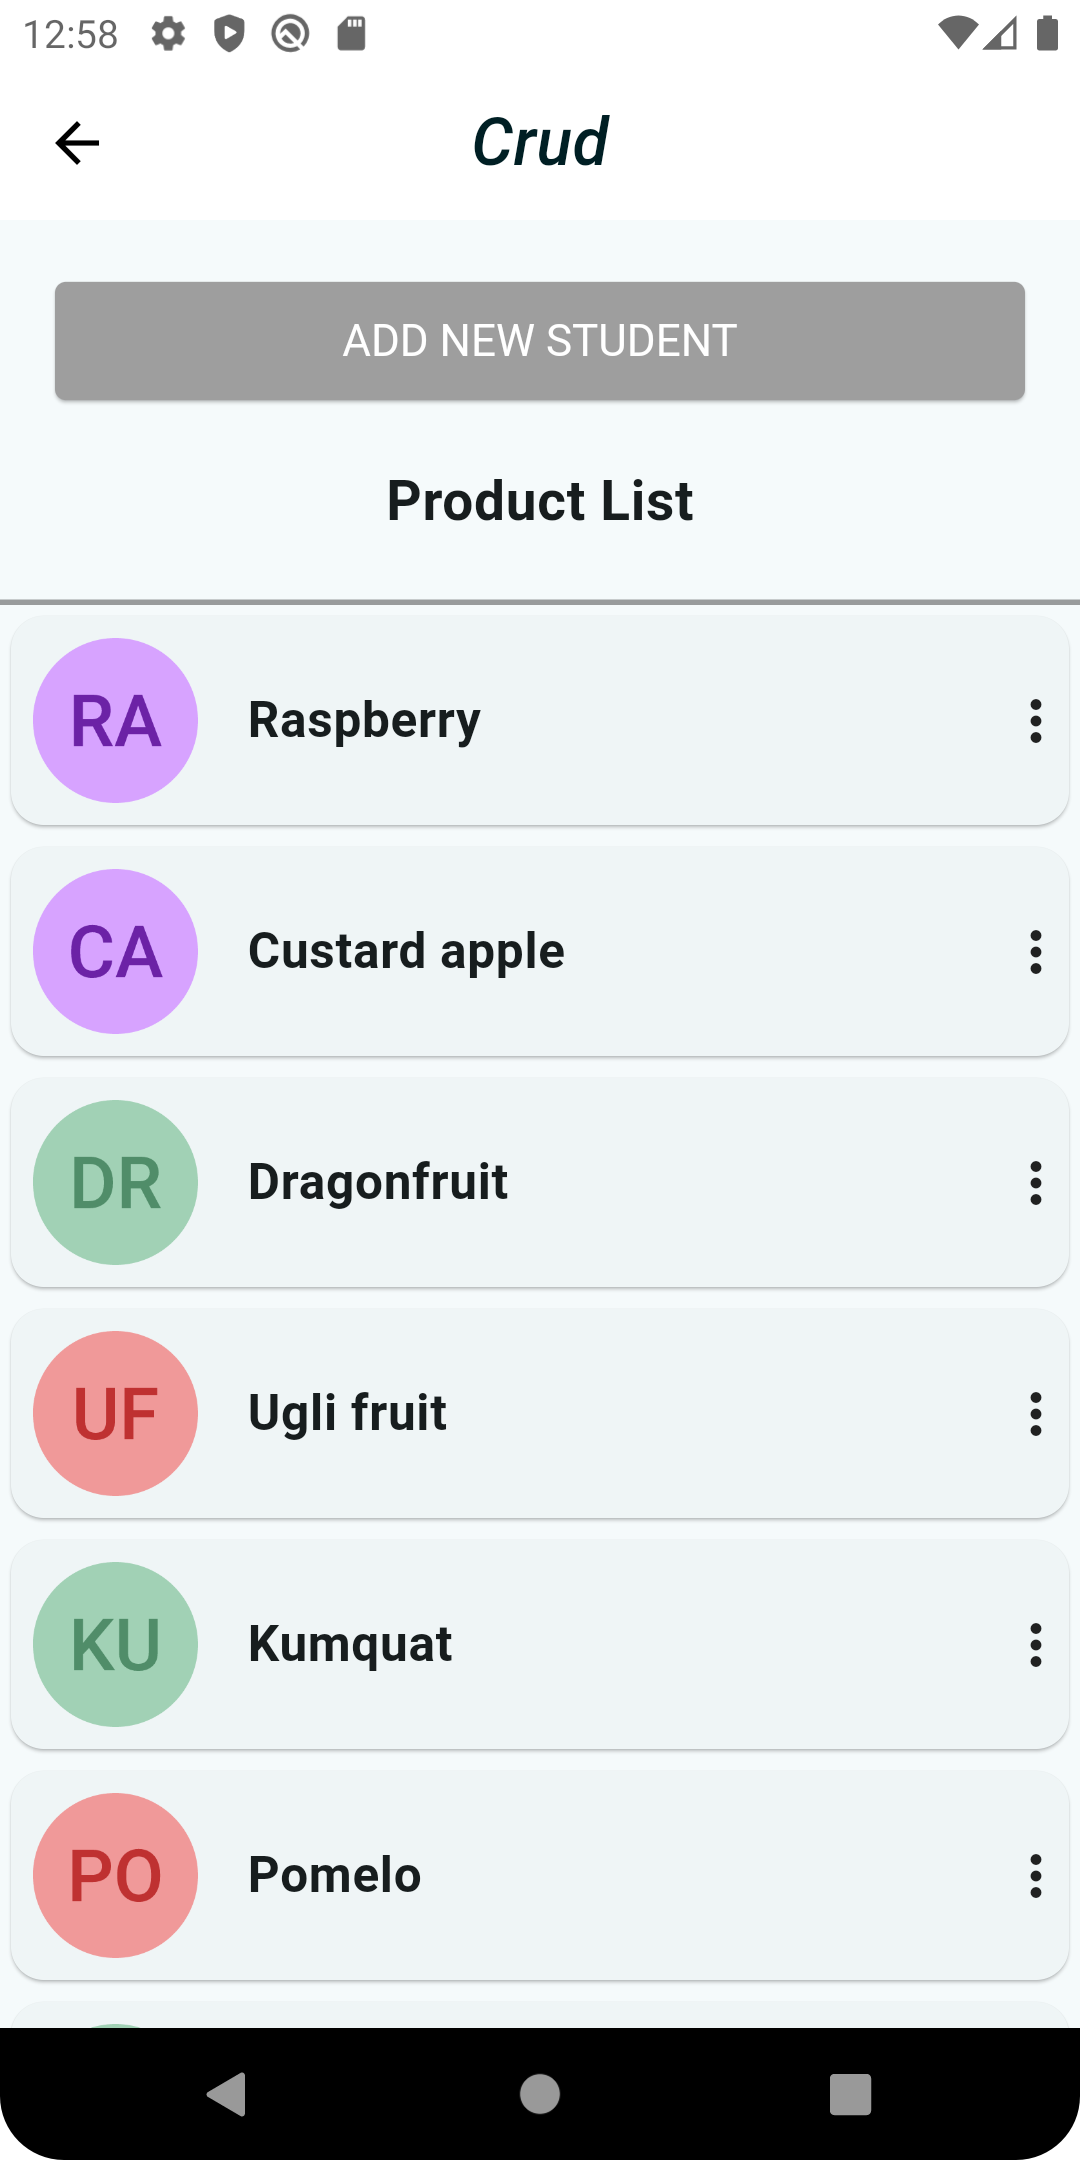 12:58
Crud
ADD NEW STUDENT
Product List
RA Raspberry
CA Custard apple
DR Dragonfruit
UF Ugli fruit
KU Kumquat
PO Pomelo